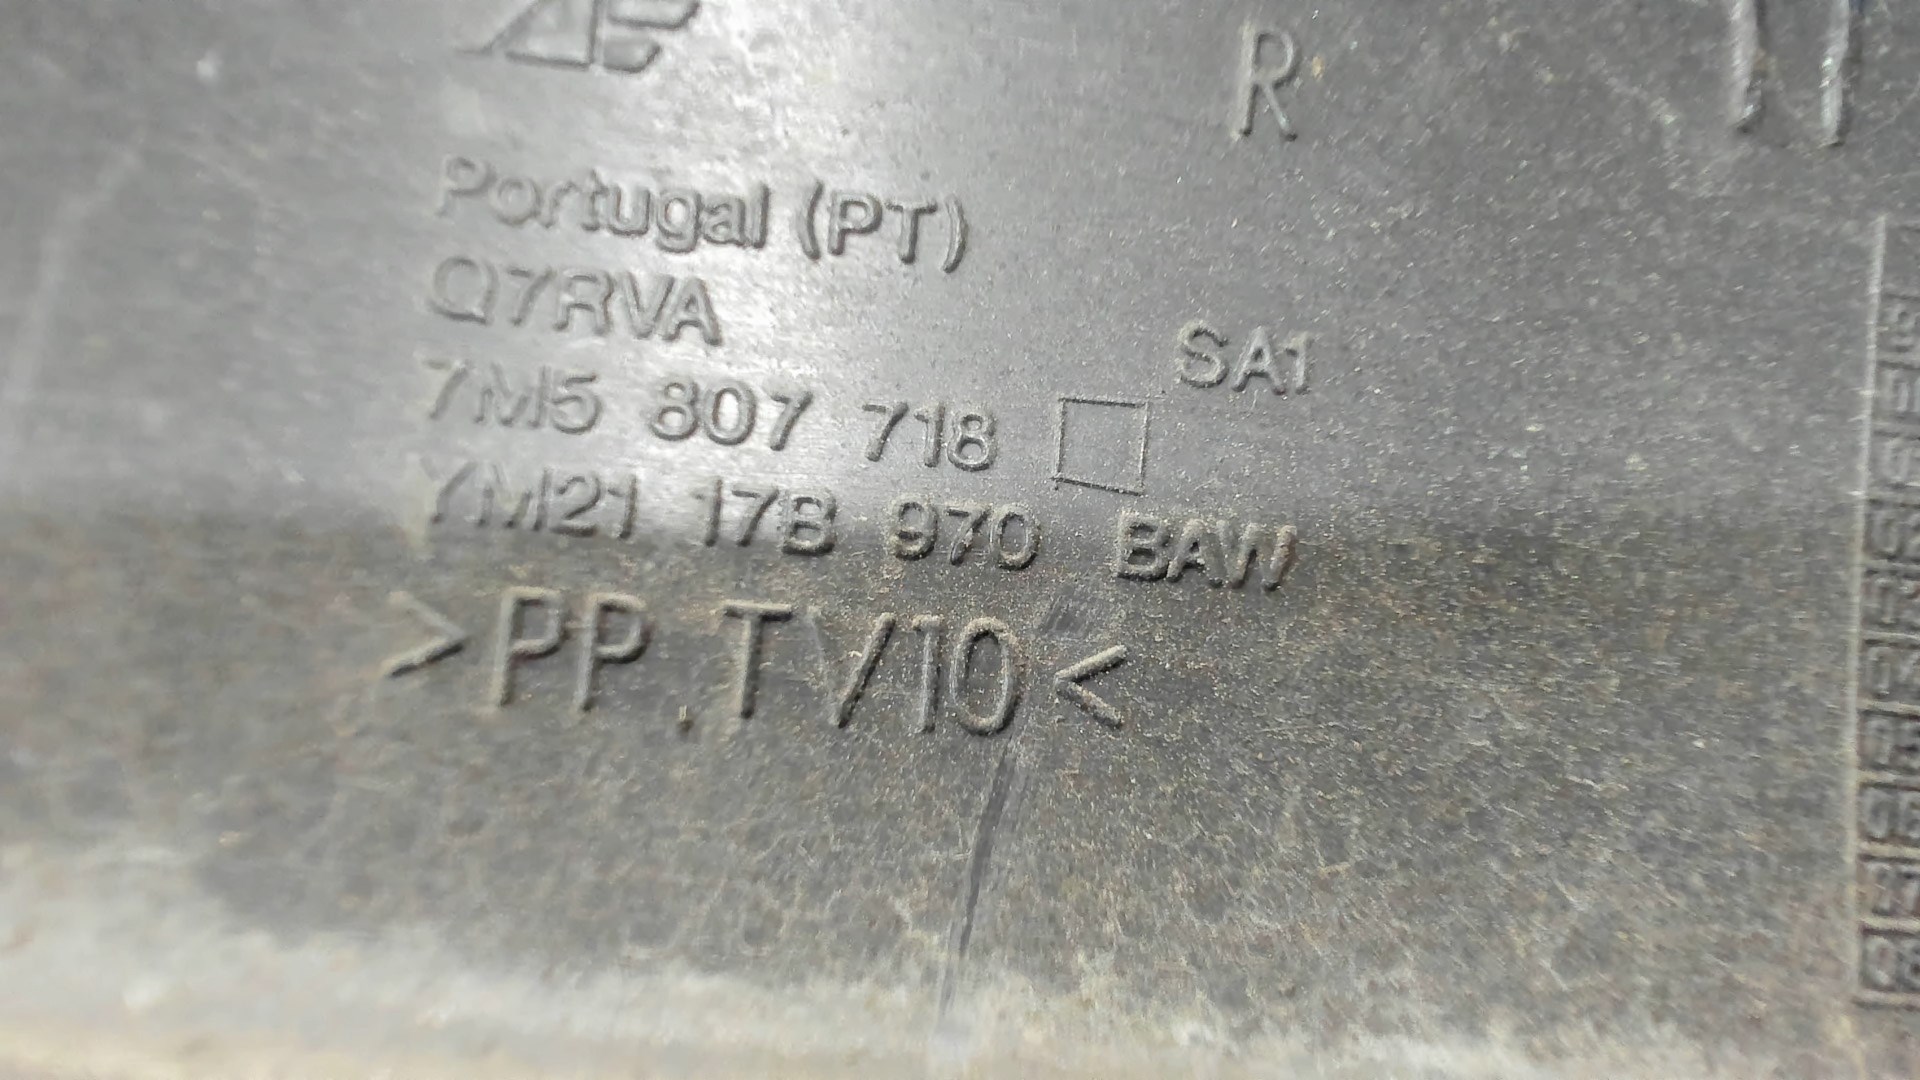 R
Portugal (PT)
Q7RVA
SA1
7M5 807 718
YM21 17B 970 BAW
>PP.TV10<